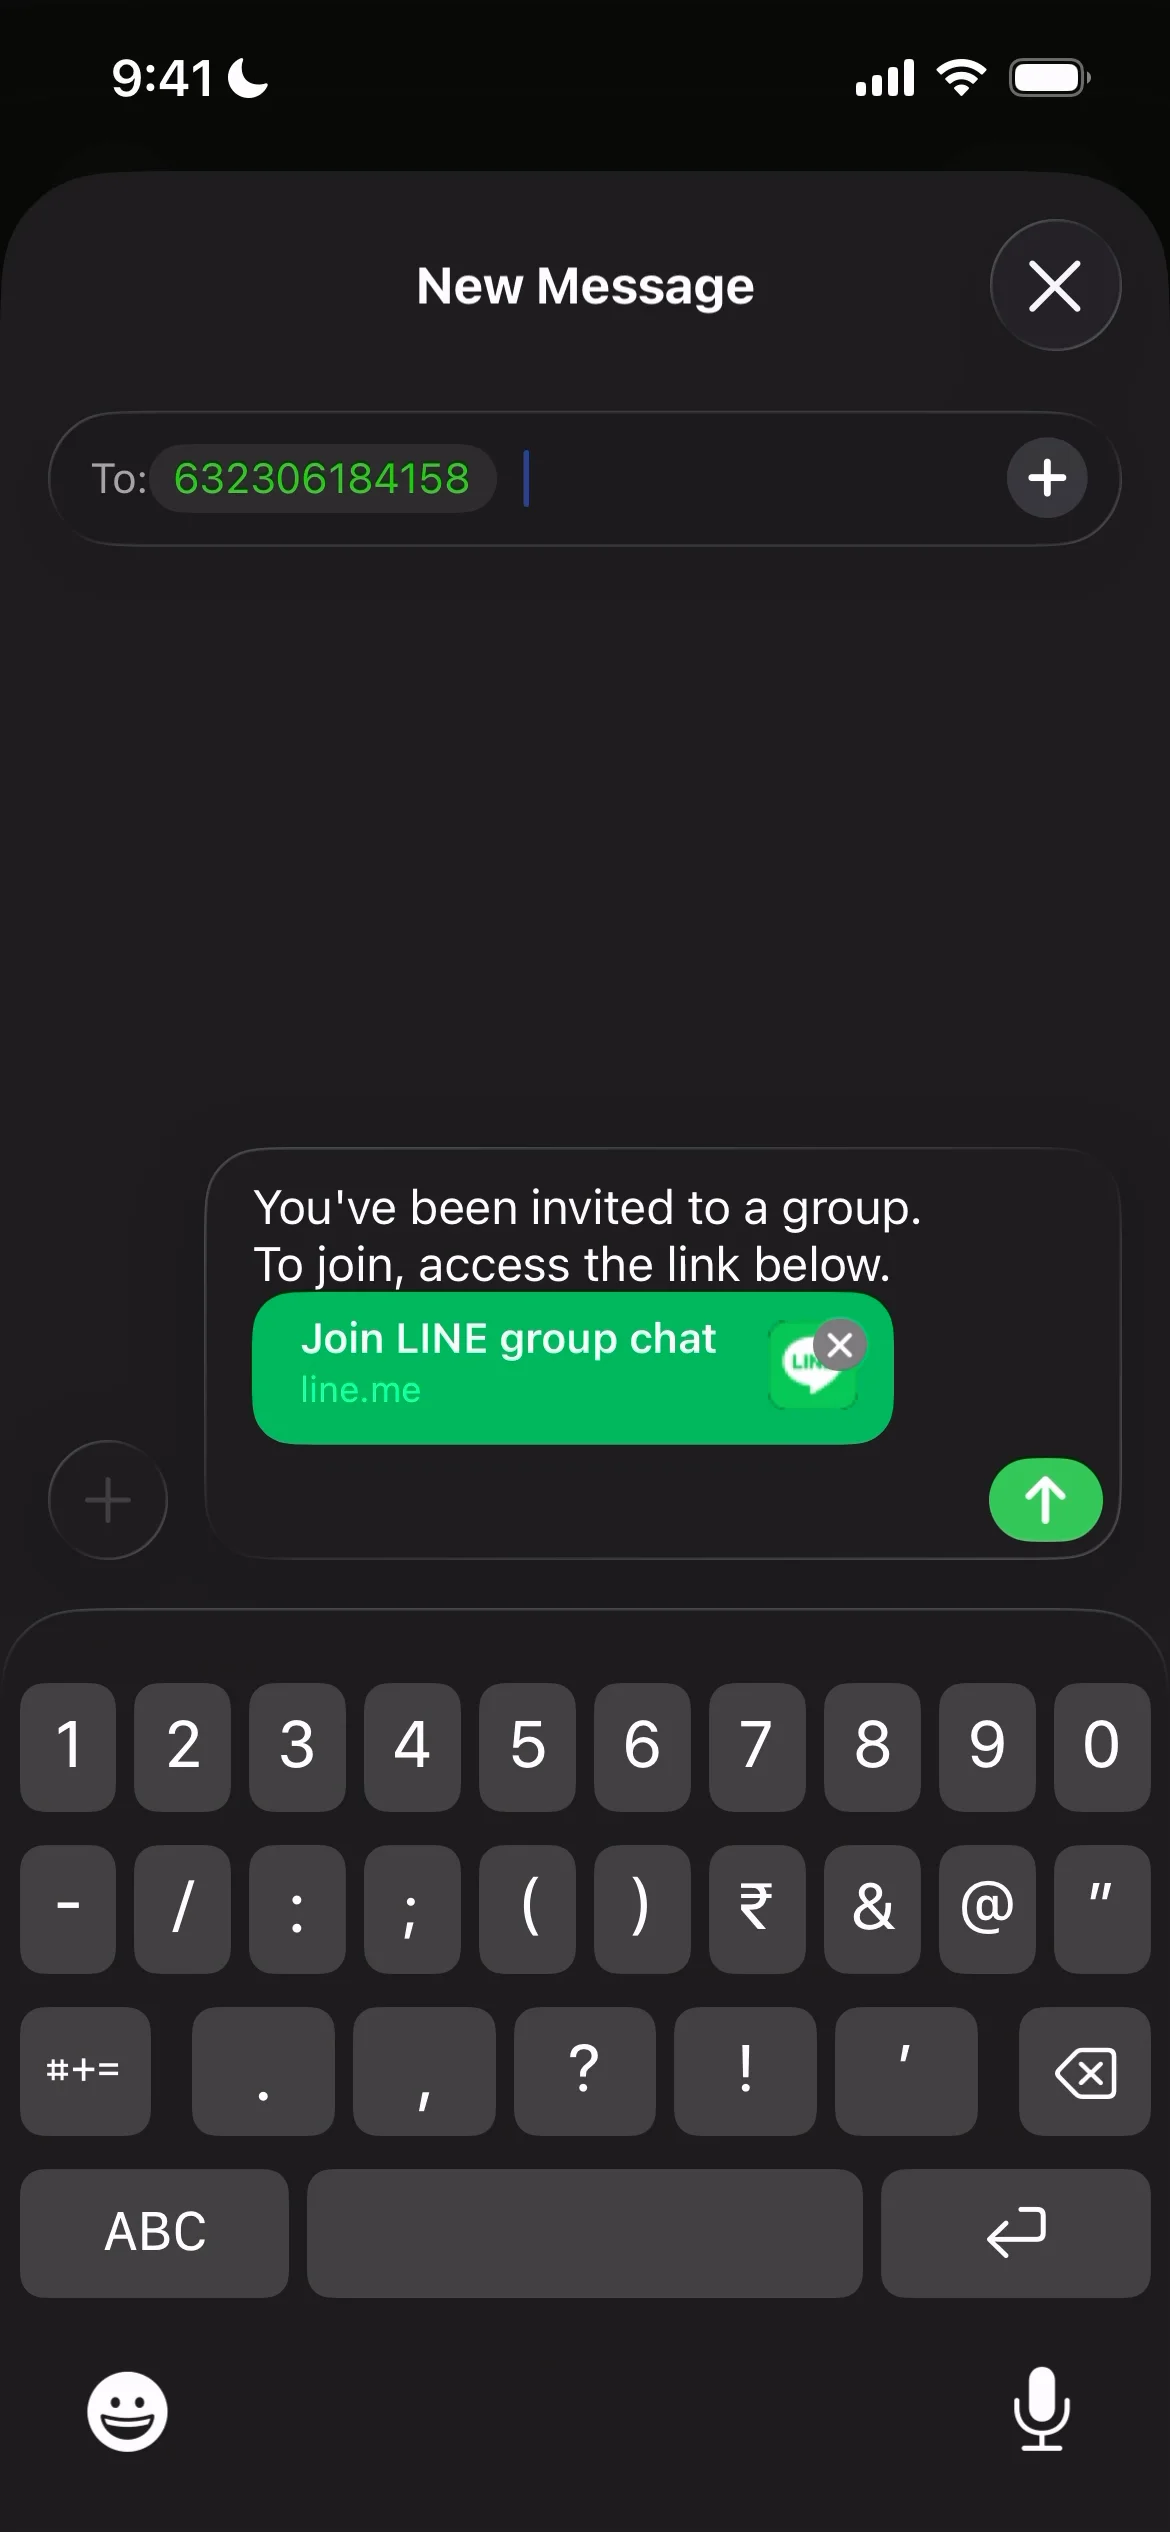 9:41
New Message
To: 632306184158
You've been invited to a group.
To join, access the link below.
Join LINE group chat
line.me
1 2 3 4 5 6 7 8 9 0
- / : ; ( ) ₹ & @ "
#+= . , ? ! '
ABC